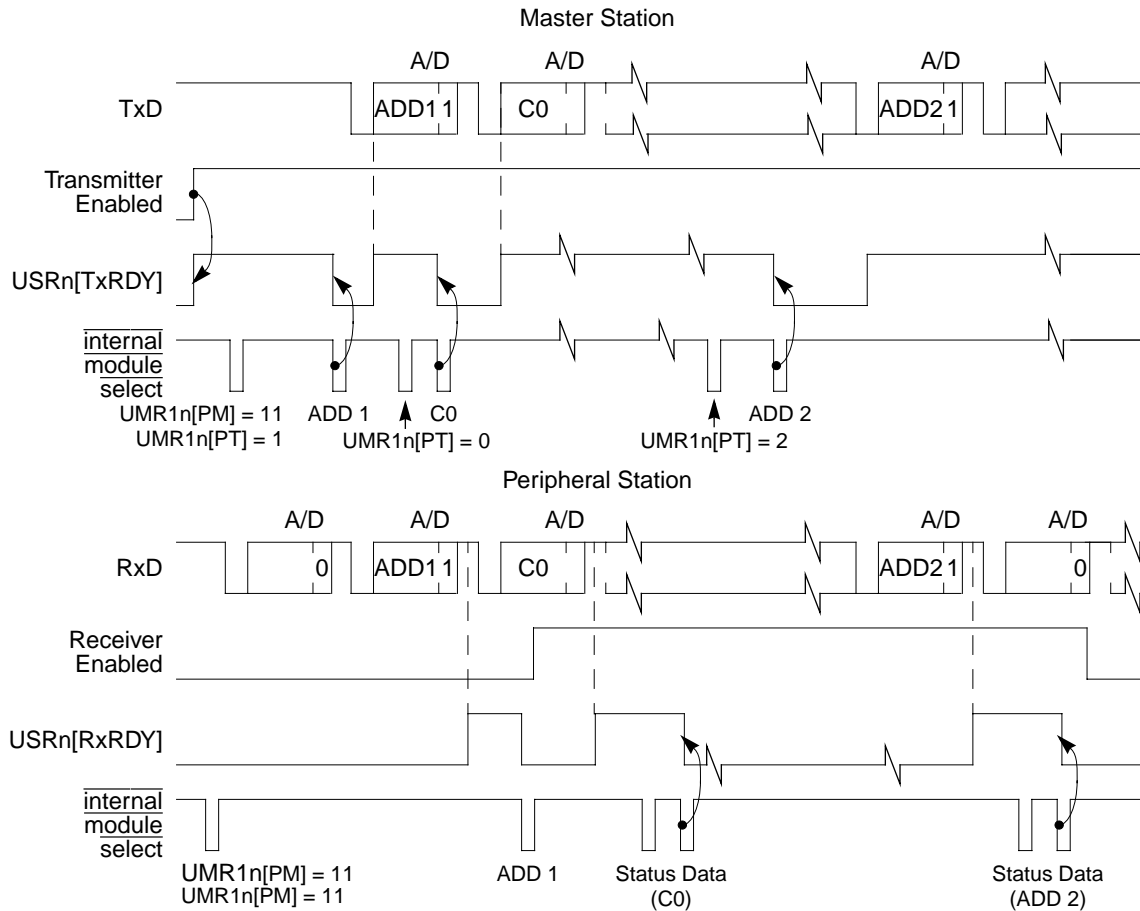 Master Station
A/D A/D A/D
TxD ADD1 1 C0 ADD2 1
Transmitter
Enabled
USRn[TxRDY]
internal
module
select
UMR1n[PM] = 11 ADD 1 C0 ADD 2
UMR1n[PT] = 1 UMR1n[PT] = 0 UMR1n[PT] = 2
Peripheral Station
A/D A/D A/D A/D A/D
RxD 0 ADD1 1 C0 ADD2 1 0
Receiver
Enabled
USRn[RxRDY]
internal
module
select
UMR1n[PM] = 11 ADD 1 Status Data Status Data
UMR1n[PM] = 11 (C0) (ADD 2)